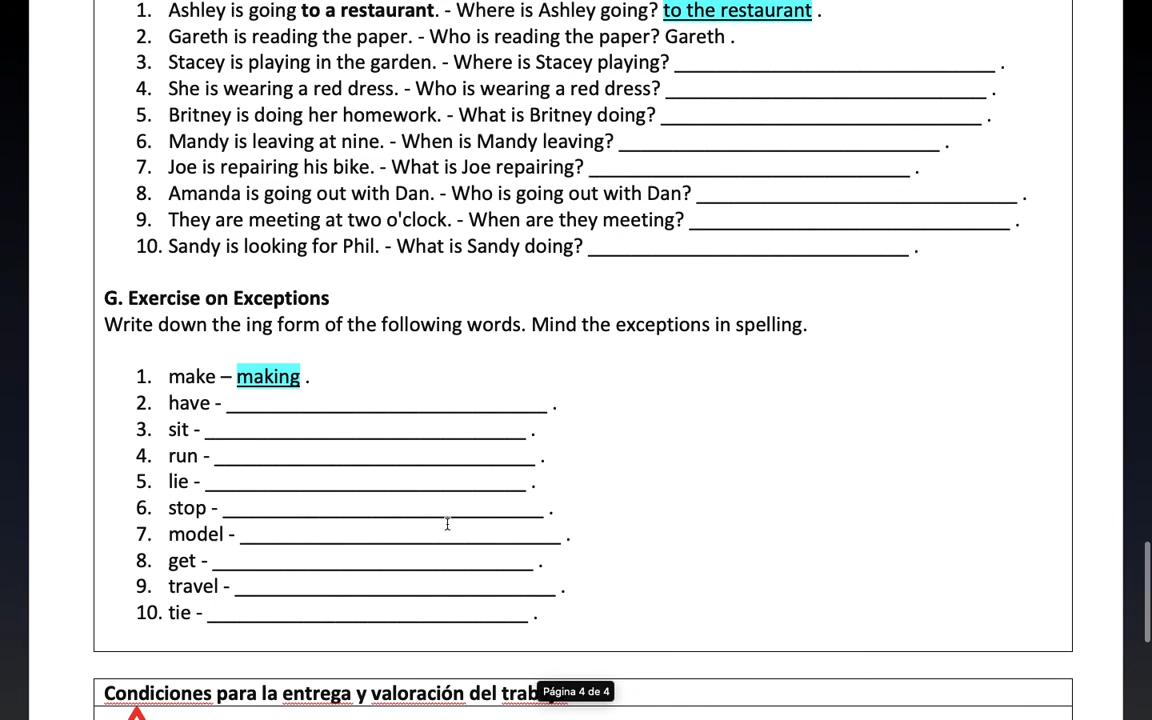 1. Ashley is going to a restaurant. - Where is Ashley going? to the restaurant .
2. Gareth is reading the paper. - Who is reading the paper? Gareth .
3. Stacey is playing in the garden. - Where is Stacey playing? ______________________________ .
4. She is wearing a red dress. - Who is wearing a red dress? ______________________________ .
5. Britney is doing her homework. - What is Britney doing? ______________________________ .
6. Mandy is leaving at nine. - When is Mandy leaving? ______________________________ .
7. Joe is repairing his bike. - What is Joe repairing? ______________________________ .
8. Amanda is going out with Dan. - Who is going out with Dan? ______________________________ .
9. They are meeting at two o'clock. - When are they meeting? ______________________________ .
10. Sandy is looking for Phil. - What is Sandy doing? ______________________________ .
G. Exercise on Exceptions
Write down the ing form of the following words. Mind the exceptions in spelling.
1. make – making .
2. have - ______________________________ .
3. sit - ______________________________ .
4. run - ______________________________ .
5. lie - ______________________________ .
6. stop - ______________________________ .
7. model - ______________________________ .
8. get - ______________________________ .
9. travel - ______________________________ .
10. tie - ______________________________ .
Condiciones para la entrega y valoración del
Página 4 de 4